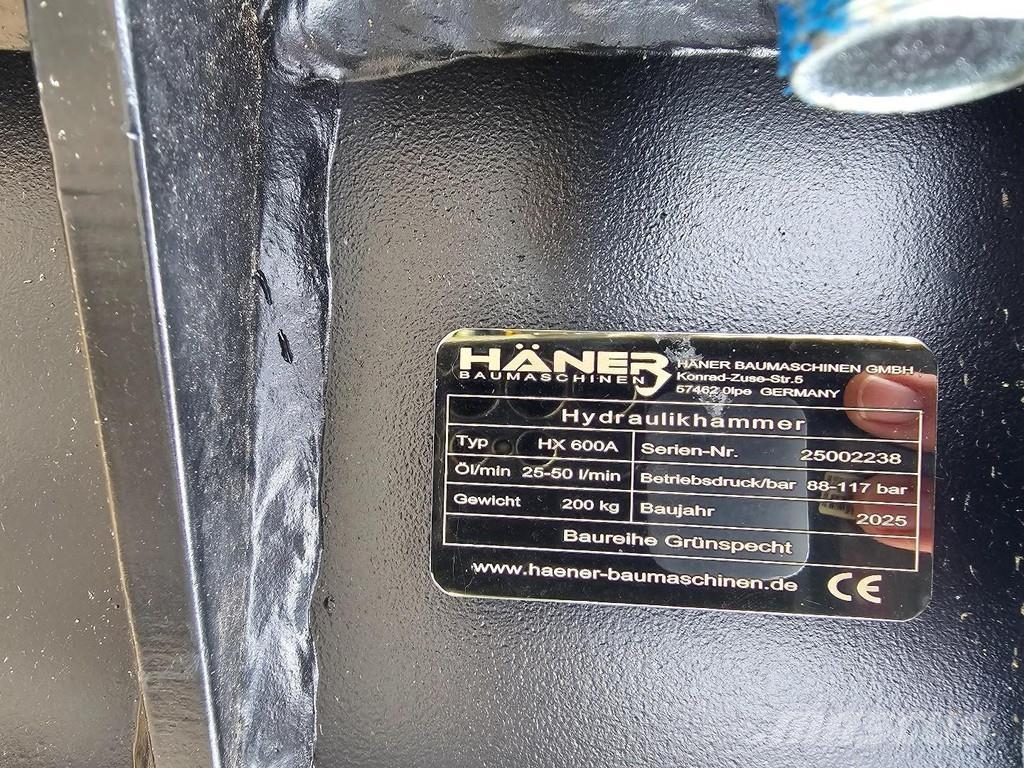 HÄNER
BAUMASCHINEN
HÄNER BAUMASCHINEN GMBH
Konrad-Zuse-Str.5
57462 Olpe GERMANY
Hydraulikhammer
Typ HX 600A Serien-Nr. 25002238
Öl/min 25-50 l/min Betriebsdruck/bar 88-117 bar
Gewicht 200 kg Baujahr 2025
Baureihe Grünspecht
www.haener-baumaschinen.de CE
MASCUS